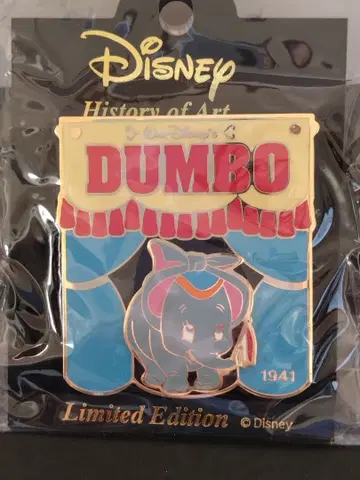 Disney
History of Art
Walt Disney's
DUMBO
1941
Limited Edition
© Disney